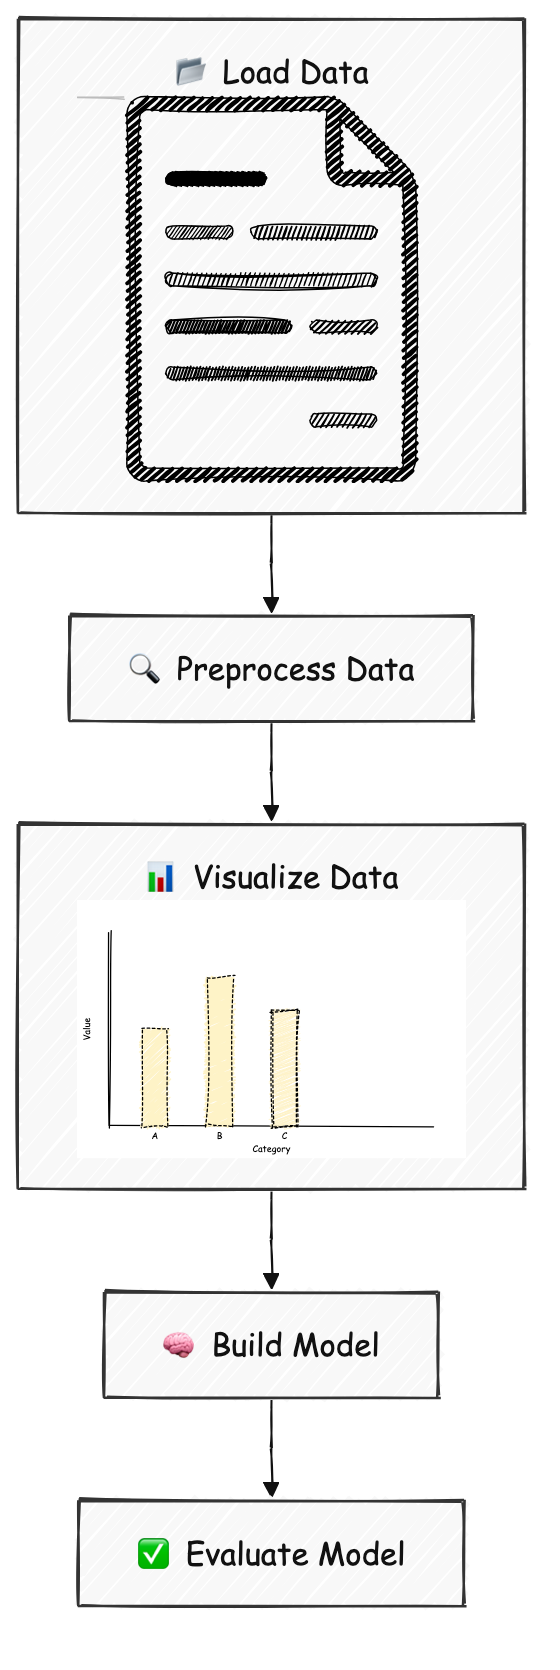 Load Data
Preprocess Data
Visualize Data
Value
A B C
Category
Build Model
Evaluate Model